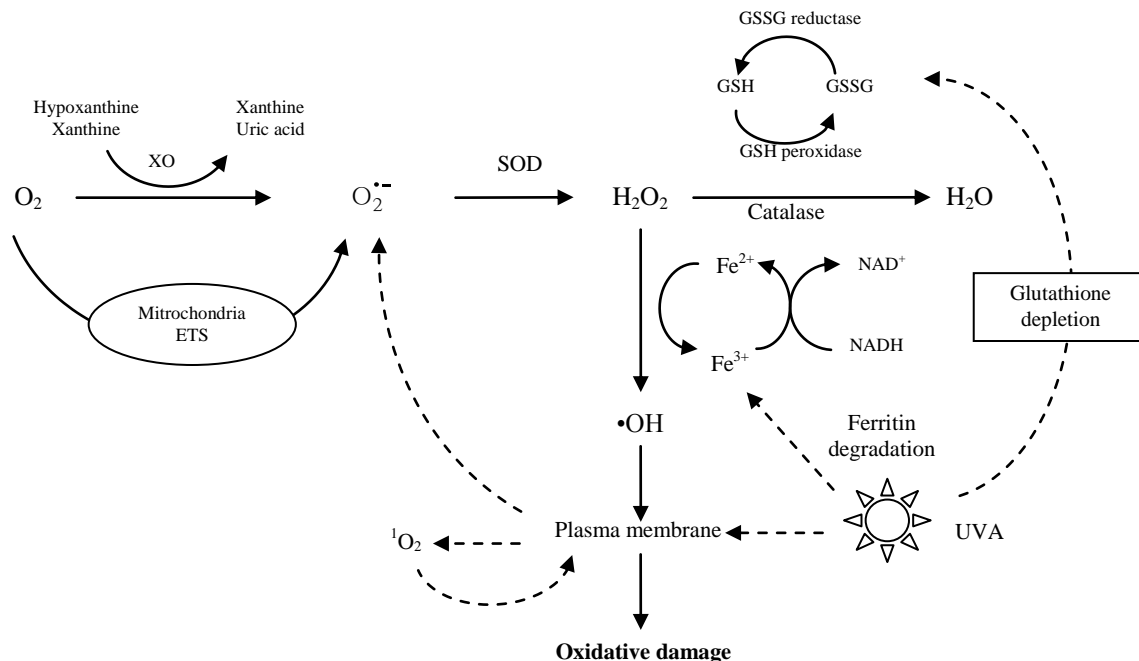 GSSG reductase
GSH
GSSG
GSH peroxidase
Hypoxanthine
Xanthine
Xanthine
Uric acid
XO
SOD
O₂
O₂•⁻
H₂O₂
Catalase
H₂O
Mitrochondria
ETS
Fe²⁺
NAD⁺
Fe³⁺
NADH
Glutathione
depletion
•OH
Ferritin
degradation
¹O₂
Plasma membrane
UVA
Oxidative damage